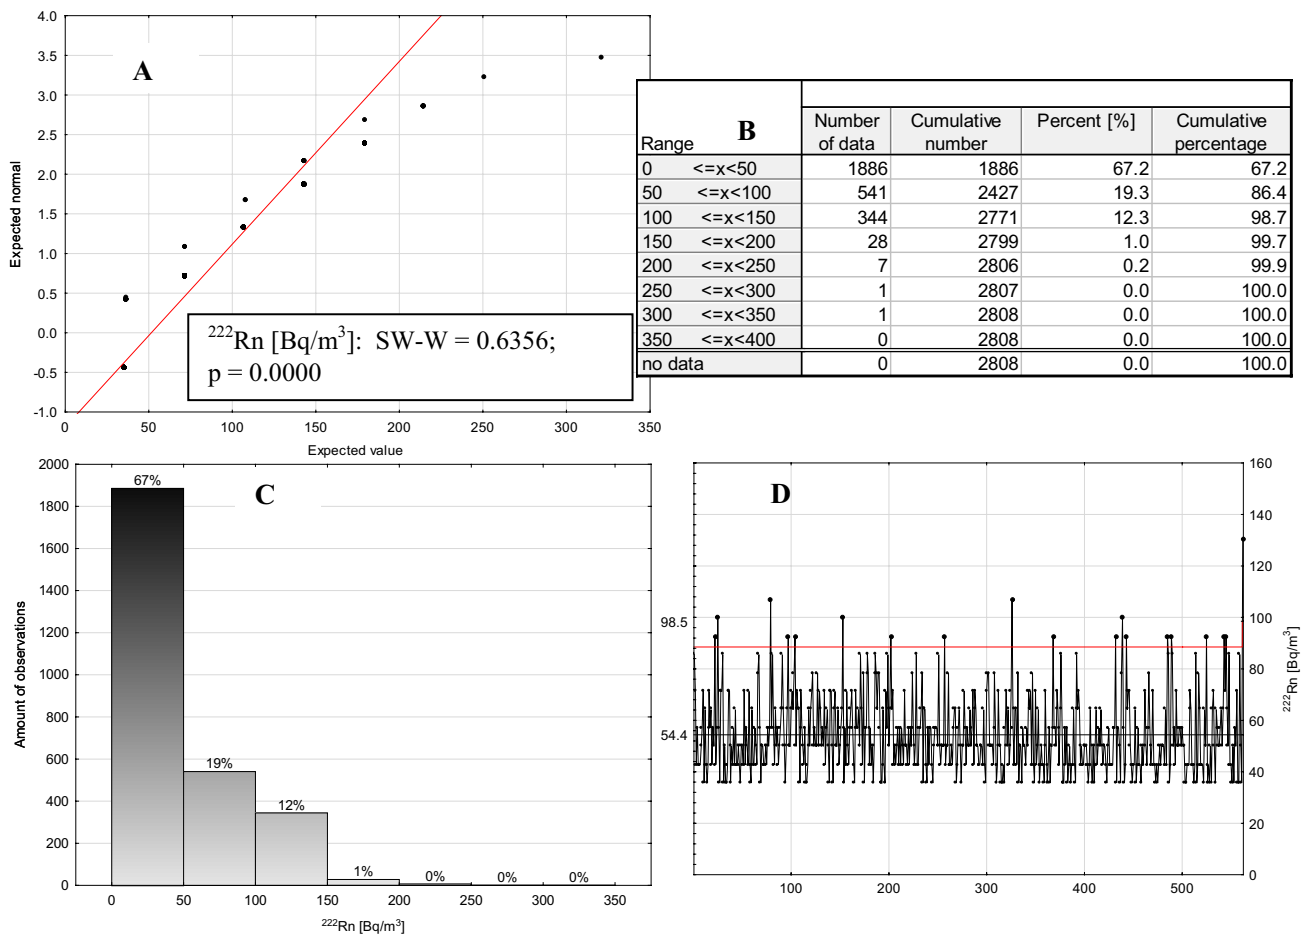 A
4.0
3.5
3.0
2.5
2.0
1.5
1.0
0.5
0.0
-0.5
-1.0
Expected normal
²²²Rn [Bq/m³]: SW-W = 0.6356;
p = 0.0000
0 50 100 150 200 250 300 350
Expected value
Range B Number of data Cumulative number Percent [%] Cumulative percentage
0 <=x<50 1886 1886 67.2 67.2
50 <=x<100 541 2427 19.3 86.4
100 <=x<150 344 2771 12.3 98.7
150 <=x<200 28 2799 1.0 99.7
200 <=x<250 7 2806 0.2 99.9
250 <=x<300 1 2807 0.0 100.0
300 <=x<350 1 2808 0.0 100.0
350 <=x<400 0 2808 0.0 100.0
no data 0 2808 0.0 100.0
C
2000
1800
1600
1400
1200
1000
800
600
400
200
0
Amount of observations
67%
19%
12%
1%
0%
0%
0%
0 50 100 150 200 250 300 350
²²²Rn [Bq/m³]
D
98.5
54.4
160
140
120
100
80
60
40
20
0
²²²Rn [Bq/m³]
100 200 300 400 500